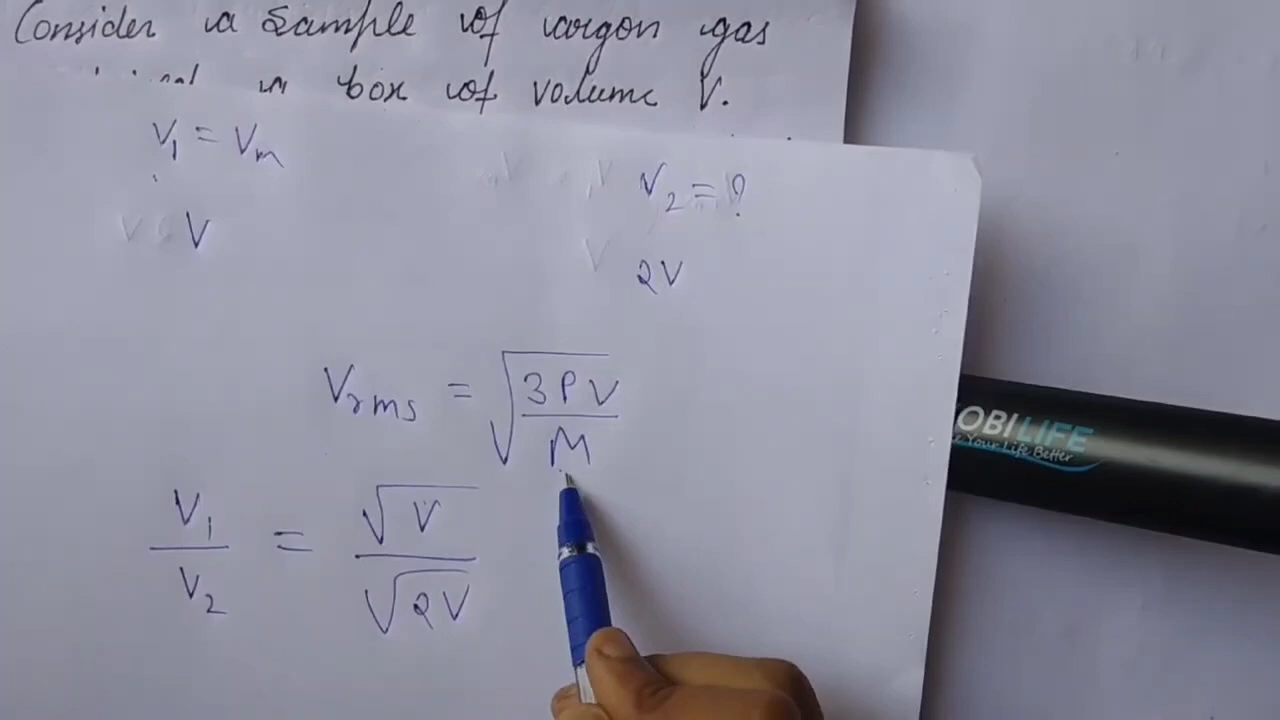 Consider a sample of argon gas
in box of volume V.
V₁ = Vₘ
V₂ = ?
V
2V
Vrms = √(3PV/M)
V₁/V₂ = √V/√2V
OBILIFE
e Your Life Better